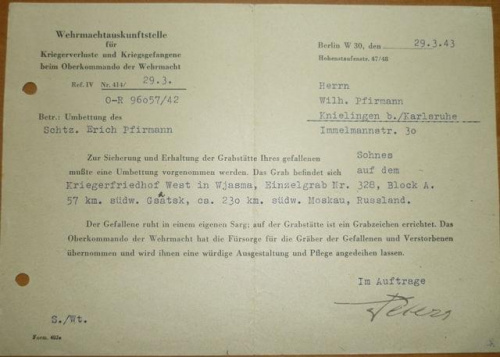 Wehrmachtauskunftstelle
für
Kriegerverluste und Kriegsgefangene
beim Oberkommando der Wehrmacht
Ref. IV Nr. 414/ 29.3.
O-R 96o57/42
Betr.: Umbettung des
Schtz. Erich Pfirmann
Berlin W 30, den 29.3.43
Hohenstaufenstr. 47/48
Herrn
Wilh. Pfirmann
Knielingen b./Karlsruhe
Immelmannstr. 3o
Zur Sicherung und Erhaltung der Grabstätte Ihres gefallenen Sohnes
mußte eine Umbettung vorgenommen werden. Das Grab befindet sich auf dem
Kriegerfriedhof West in Wjasma, Einzelgrab Nr. 328, Block A.
57 km. südw. Gsatsk, ca. 23o km. südw. Moskau, Russland.
Der Gefallene ruht in einem eigenen Sarg; auf der Grabstätte ist ein Grabzeichen errichtet. Das
Oberkommando der Wehrmacht hat die Fürsorge für die Gräber der Gefallenen und Verstorbenen
übernommen und wird ihnen eine würdige Ausgestaltung und Pflege angedeihen lassen.
Im Auftrage
S./Wt.